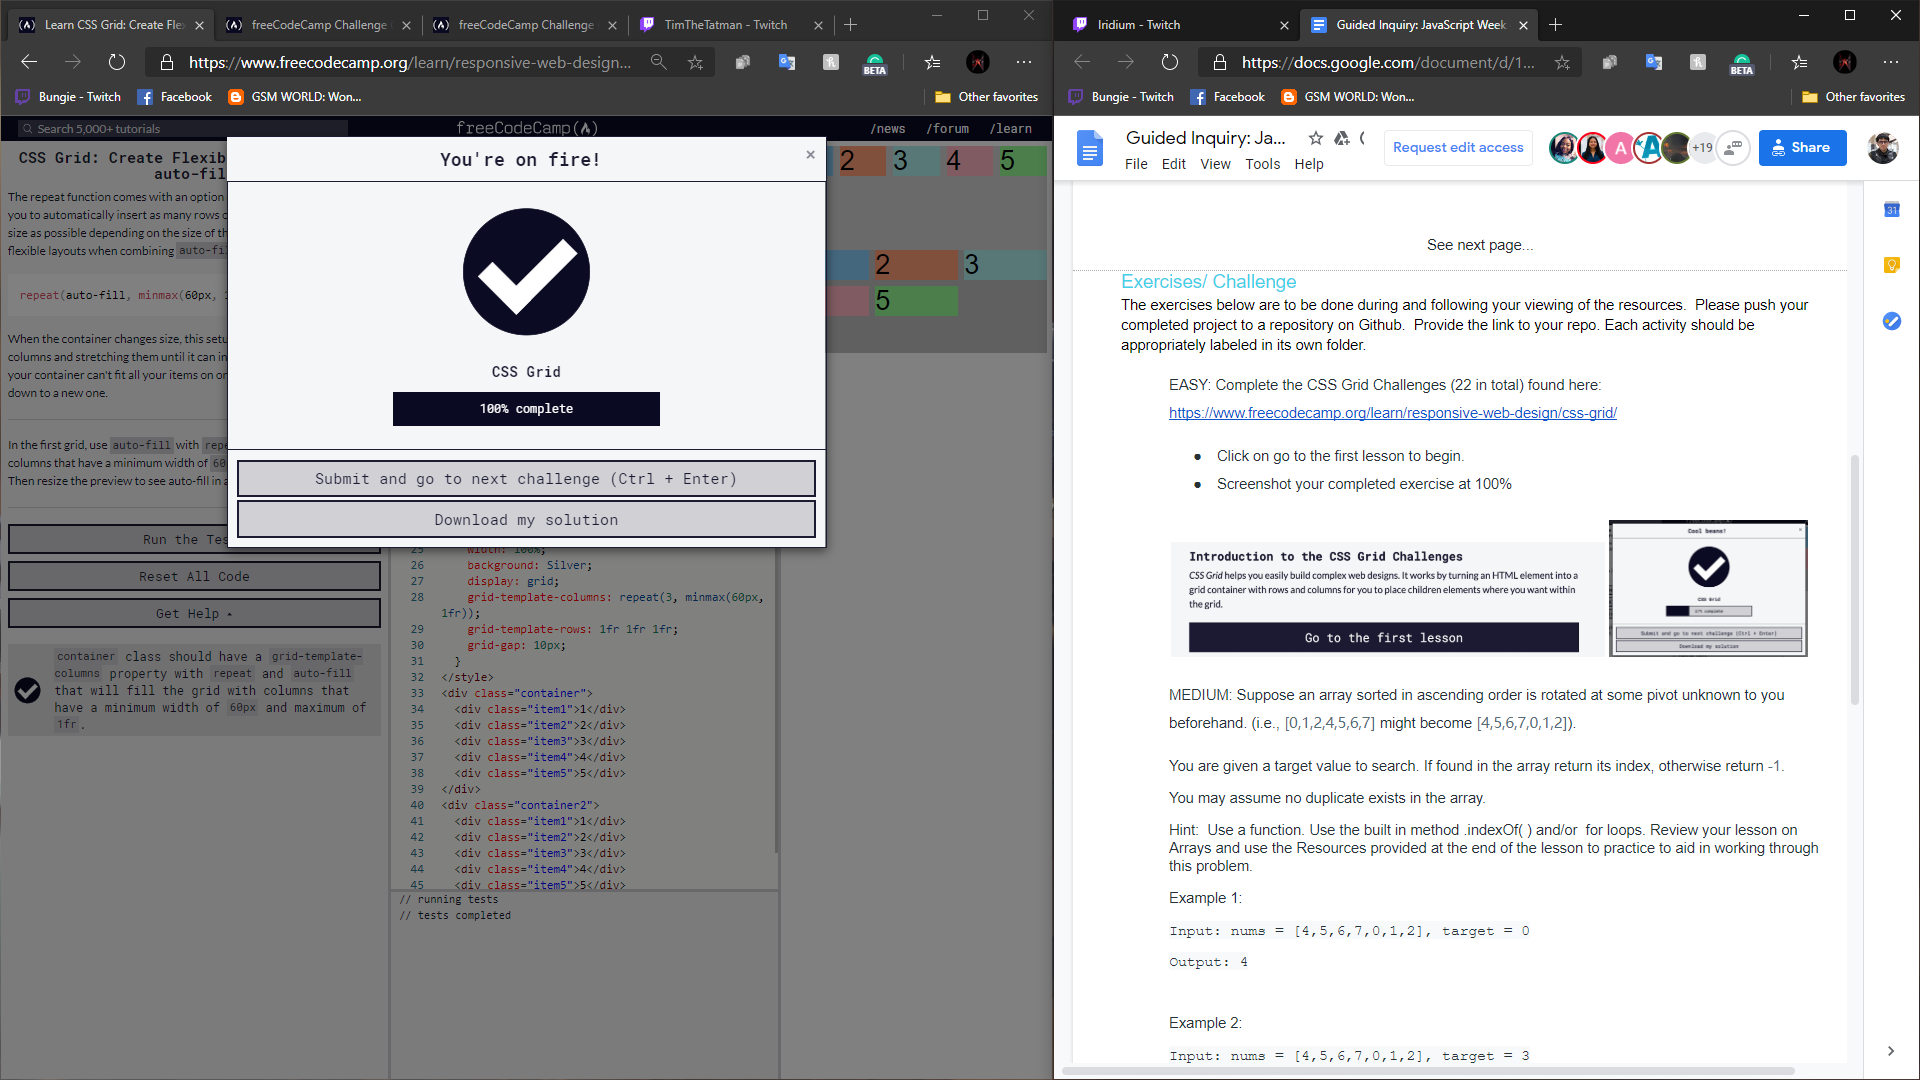 Learn CSS Grid: Create Fle
freeCodeCamp Challenge
freeCodeCamp Challenge
TimTheTatman - Twitch
https://www.freecodecamp.org/learn/responsive-web-design...
BETA
Bungie - Twitch
Facebook
GSM WORLD: Won...
Other favorites
Search 5,000+ tutorials
freeCodeCamp
/news
/forum
/learn
CSS Grid: Create Flexib
auto-fil
The repeat function comes with an option
you to automatically insert as many rows
size as possible depending on the size of th
flexible layouts when combining auto-fil
repeat(auto-fill, minmax(60px,
When the container changes size, this setu
columns and stretching them until it can in
your container can't fit all your items on on
down to a new one.
In the first grid, use auto-fill with repe
columns that have a minimum width of 60
Then resize the preview to see auto-fill in a
Run the Tes
Reset All Code
Get Help
container class should have a grid-template-
columns property with repeat and auto-fill
that will fill the grid with columns that
have a minimum width of 60px and maximum of
1fr.
You're on fire!
CSS Grid
100% complete
Submit and go to next challenge (Ctrl + Enter)
Download my solution
2 3 4 5
2 3
5
25 width: 100%;
26 background: Silver;
27 display: grid;
28 grid-template-columns: repeat(3, minmax(60px,
1fr));
29 grid-template-rows: 1fr 1fr 1fr;
30 grid-gap: 10px;
31 }
32 </style>
33 <div class="container">
34 <div class="item1">1</div>
35 <div class="item2">2</div>
36 <div class="item3">3</div>
37 <div class="item4">4</div>
38 <div class="item5">5</div>
39 </div>
40 <div class="container2">
41 <div class="item1">1</div>
42 <div class="item2">2</div>
43 <div class="item3">3</div>
44 <div class="item4">4</div>
45 <div class="item5">5</div>
// running tests
// tests completed
Iridium - Twitch
Guided Inquiry: JavaScript Week
https://docs.google.com/document/d/1...
BETA
Bungie - Twitch
Facebook
GSM WORLD: Won...
Other favorites
Guided Inquiry: Ja...
File Edit View Tools Help
Request edit access
A
+19
Share
31
See next page...
Exercises/ Challenge
The exercises below are to be done during and following your viewing of the resources. Please push your
completed project to a repository on Github. Provide the link to your repo. Each activity should be
appropriately labeled in its own folder.
EASY: Complete the CSS Grid Challenges (22 in total) found here:
https://www.freecodecamp.org/learn/responsive-web-design/css-grid/
● Click on go to the first lesson to begin.
● Screenshot your completed exercise at 100%
Introduction to the CSS Grid Challenges
CSS Grid helps you easily build complex web designs. It works by turning an HTML element into a
grid container with rows and columns for you to place children elements where you want within
the grid.
Go to the first lesson
Cool beans!
CSS Grid
Submit and go to next challenge (Ctrl + Enter)
Download my solution
MEDIUM: Suppose an array sorted in ascending order is rotated at some pivot unknown to you
beforehand. (i.e., [0,1,2,4,5,6,7] might become [4,5,6,7,0,1,2]).
You are given a target value to search. If found in the array return its index, otherwise return -1.
You may assume no duplicate exists in the array.
Hint: Use a function. Use the built in method .indexOf( ) and/or for loops. Review your lesson on
Arrays and use the Resources provided at the end of the lesson to practice to aid in working through
this problem.
Example 1:
Input: nums = [4,5,6,7,0,1,2], target = 0
Output: 4
Example 2:
Input: nums = [4,5,6,7,0,1,2], target = 3